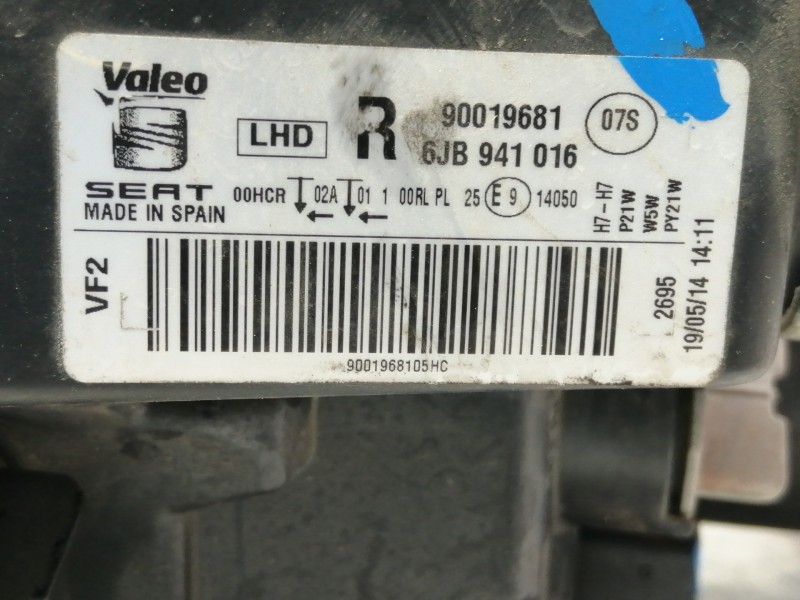 Valeo
LHD R 90019681 07S
6JB 941 016
SEAT 00HCR 02A 01 1 00RL PL 25 E 9 14050
MADE IN SPAIN
H7-H7
P21W
W5W
PY21W
VF2
2695
19/05/14 14:11
9001968105HC